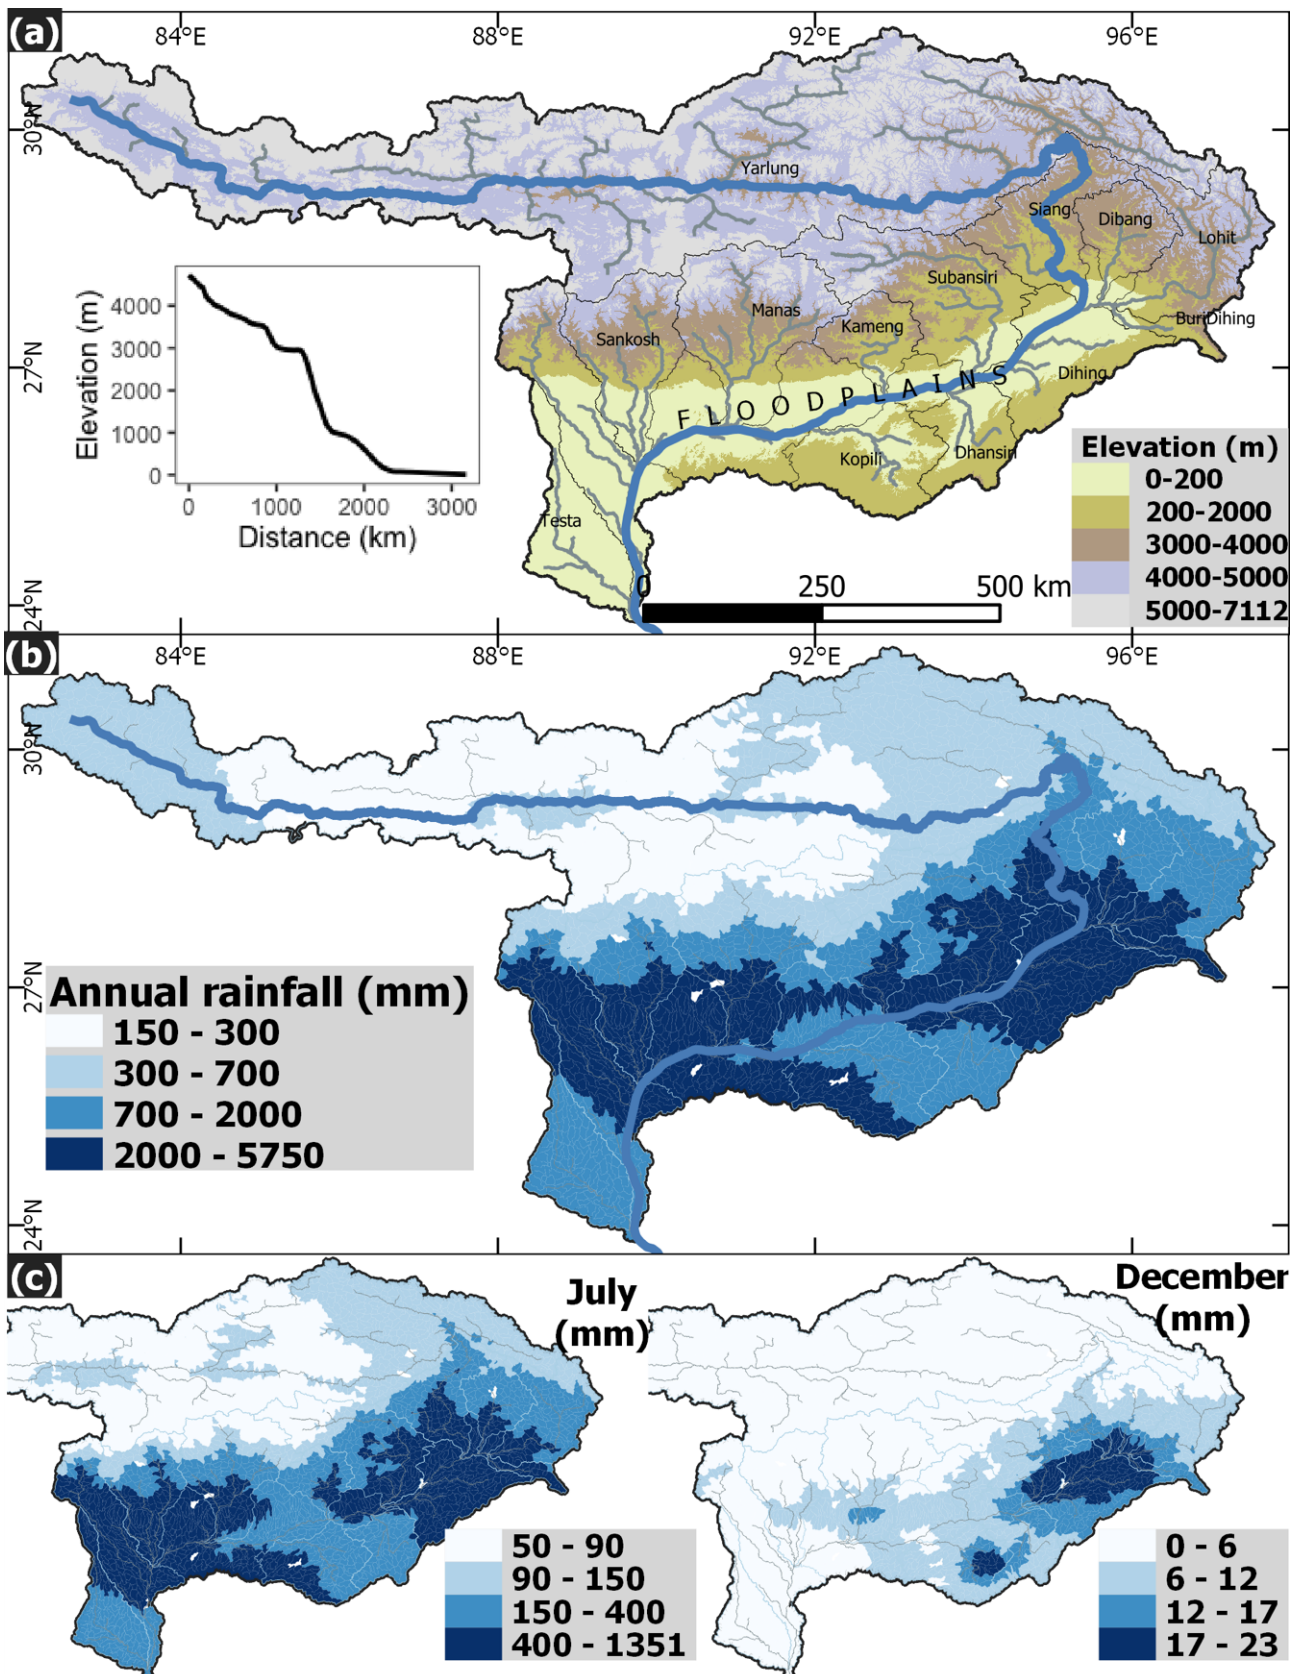 (a)
84°E 88°E 92°E 96°E
30°N
27°N
24°N
Yarlung
Siang
Dibang
Lohit
Subansiri
Manas
Kameng
Sankosh
BuriDihing
Dihing
FLOODPLAINS
Kopili
Dhansiri
Testa
Elevation (m)
4000
3000
2000
1000
0
0 1000 2000 3000
Distance (km)
Elevation (m)
0-200
200-2000
3000-4000
4000-5000
5000-7112
0 250 500 km
(b)
84°E 88°E 92°E 96°E
30°N
27°N
24°N
Annual rainfall (mm)
150 - 300
300 - 700
700 - 2000
2000 - 5750
(c)
July
(mm)
50 - 90
90 - 150
150 - 400
400 - 1351
December
(mm)
0 - 6
6 - 12
12 - 17
17 - 23